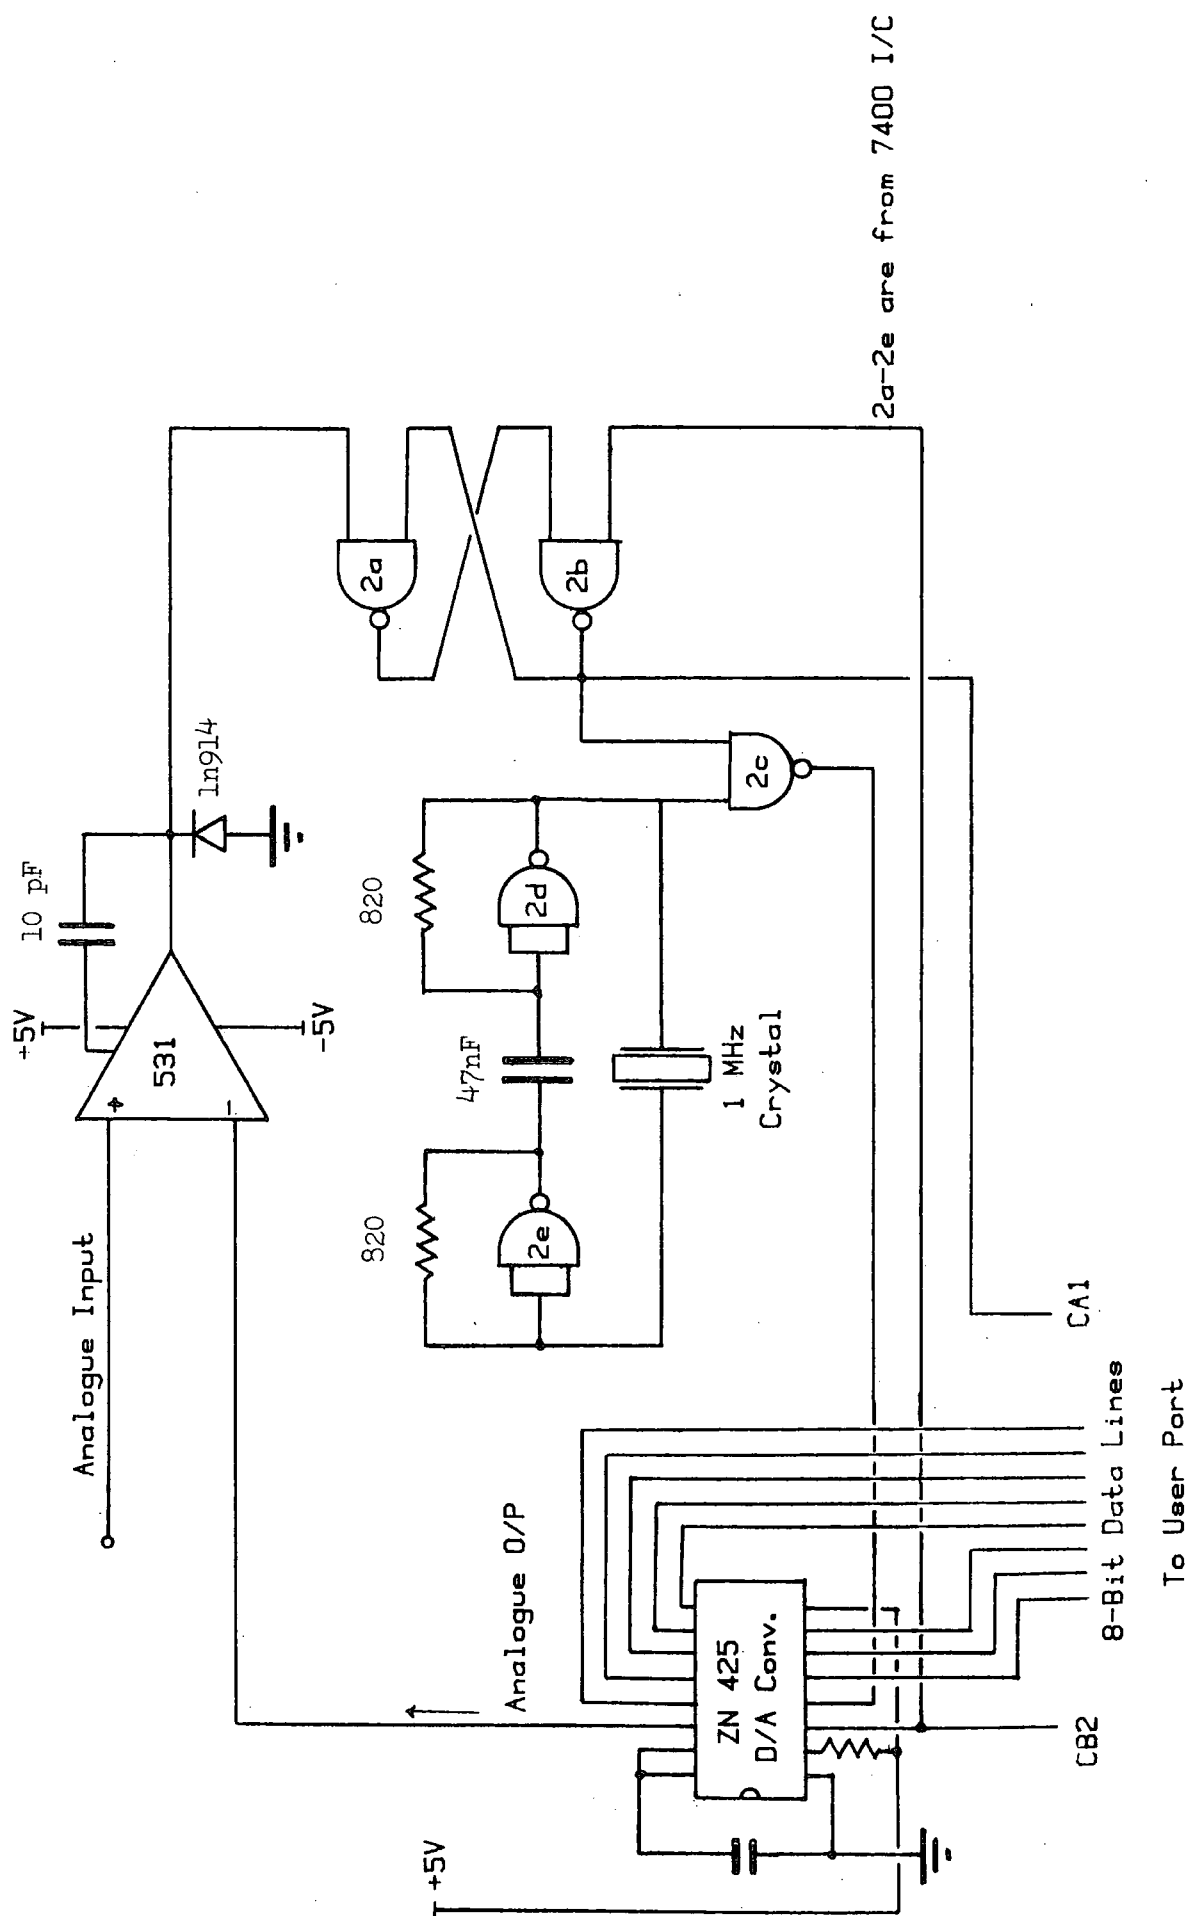 Analogue Input
+5V
10 pF
531
+
-
-5V
1n914
2a
2b
2c
820
2d
47nF
820
2e
1 MHz
Crystal
Analogue O/P
+5V
ZN 425
D/A Conv.
CB2
CA1
8-Bit Data Lines
To User Port
2a-2e are from 7400 I/C